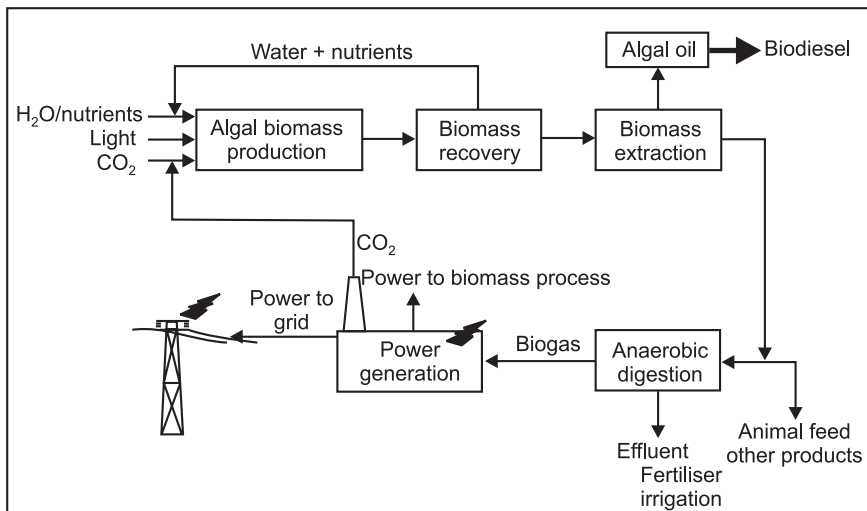 Water + nutrients
Algal oil
Biodiesel
H₂O/nutrients
Light
CO₂
Algal biomass
production
Biomass
recovery
Biomass
extraction
CO₂
Power to biomass process
Power to
grid
Power
generation
Biogas
Anaerobic
digestion
Effluent
Fertiliser
irrigation
Animal feed
other products